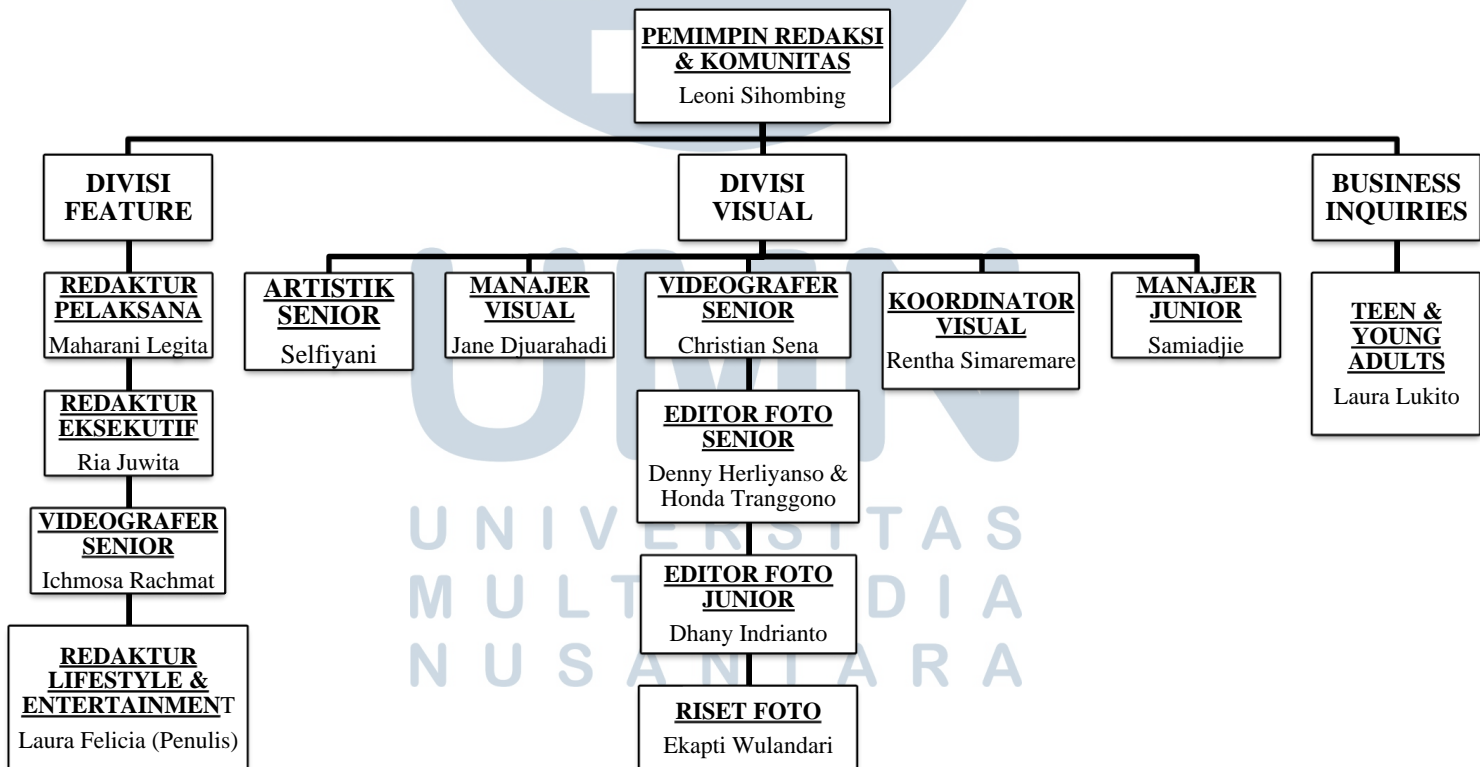 PEMIMPIN REDAKSI
& KOMUNITAS
Leoni Sihombing
DIVISI
FEATURE
DIVISI
VISUAL
BUSINESS
INQUIRIES
REDAKTUR
PELAKSANA
Maharani Legita
ARTISTIK
SENIOR
Selfiyani
MANAJER
VISUAL
Jane Djuarahadi
VIDEOGRAFER
SENIOR
Christian Sena
KOORDINATOR
VISUAL
Rentha Simaremare
MANAJER
JUNIOR
Samiadjie
TEEN &
YOUNG
ADULTS
Laura Lukito
REDAKTUR
EKSEKUTIF
Ria Juwita
EDITOR FOTO
SENIOR
Denny Herliyanso &
Honda Tranggono
VIDEOGRAFER
SENIOR
Ichmosa Rachmat
EDITOR FOTO
JUNIOR
Dhany Indrianto
REDAKTUR
LIFESTYLE &
ENTERTAINMENT
Laura Felicia (Penulis)
RISET FOTO
Ekapti Wulandari
UMN
UNIVERSITAS
MULTIMEDIA
NUSANTARA